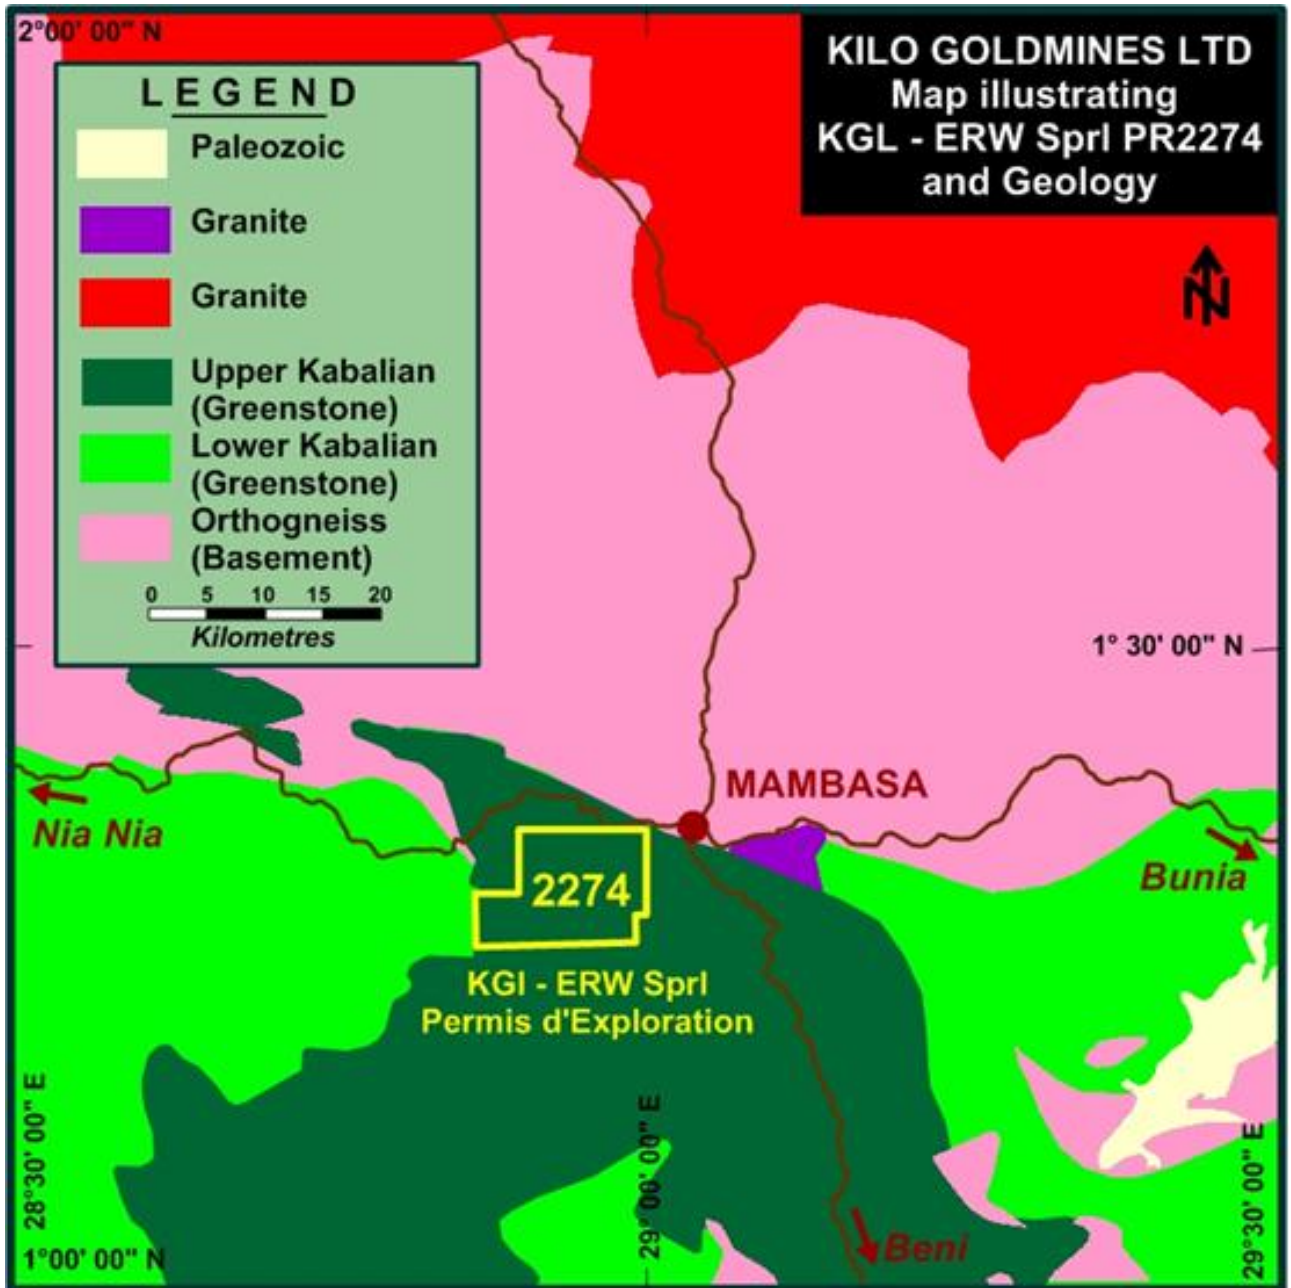 2°00' 00" N
KILO GOLDMINES LTD
Map illustrating
KGL - ERW Sprl PR2274
and Geology
LEGEND
Paleozoic
Granite
Granite
Upper Kabalian
(Greenstone)
Lower Kabalian
(Greenstone)
Orthogneiss
(Basement)
0 5 10 15 20
Kilometres
N
1° 30' 00" N
MAMBASA
Nia Nia
Bunia
2274
KGI - ERW Sprl
Permis d'Exploration
28°30' 00" E
29° 00' 00" E
29°30' 00" E
1°00' 00" N
Beni